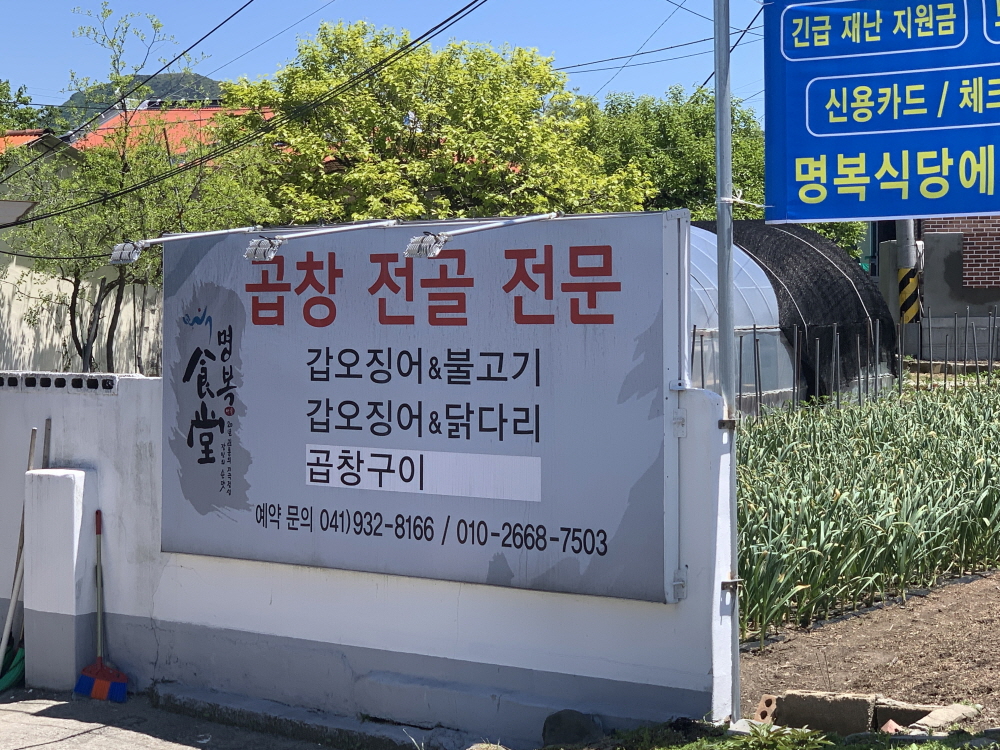 긴급 재난 지원금
신용카드 / 체크
명복식당에
곱창 전골 전문
명복
食堂
갑오징어&불고기
갑오징어&닭다리
곱창구이
예약 문의 041)932-8166 / 010-2668-7503